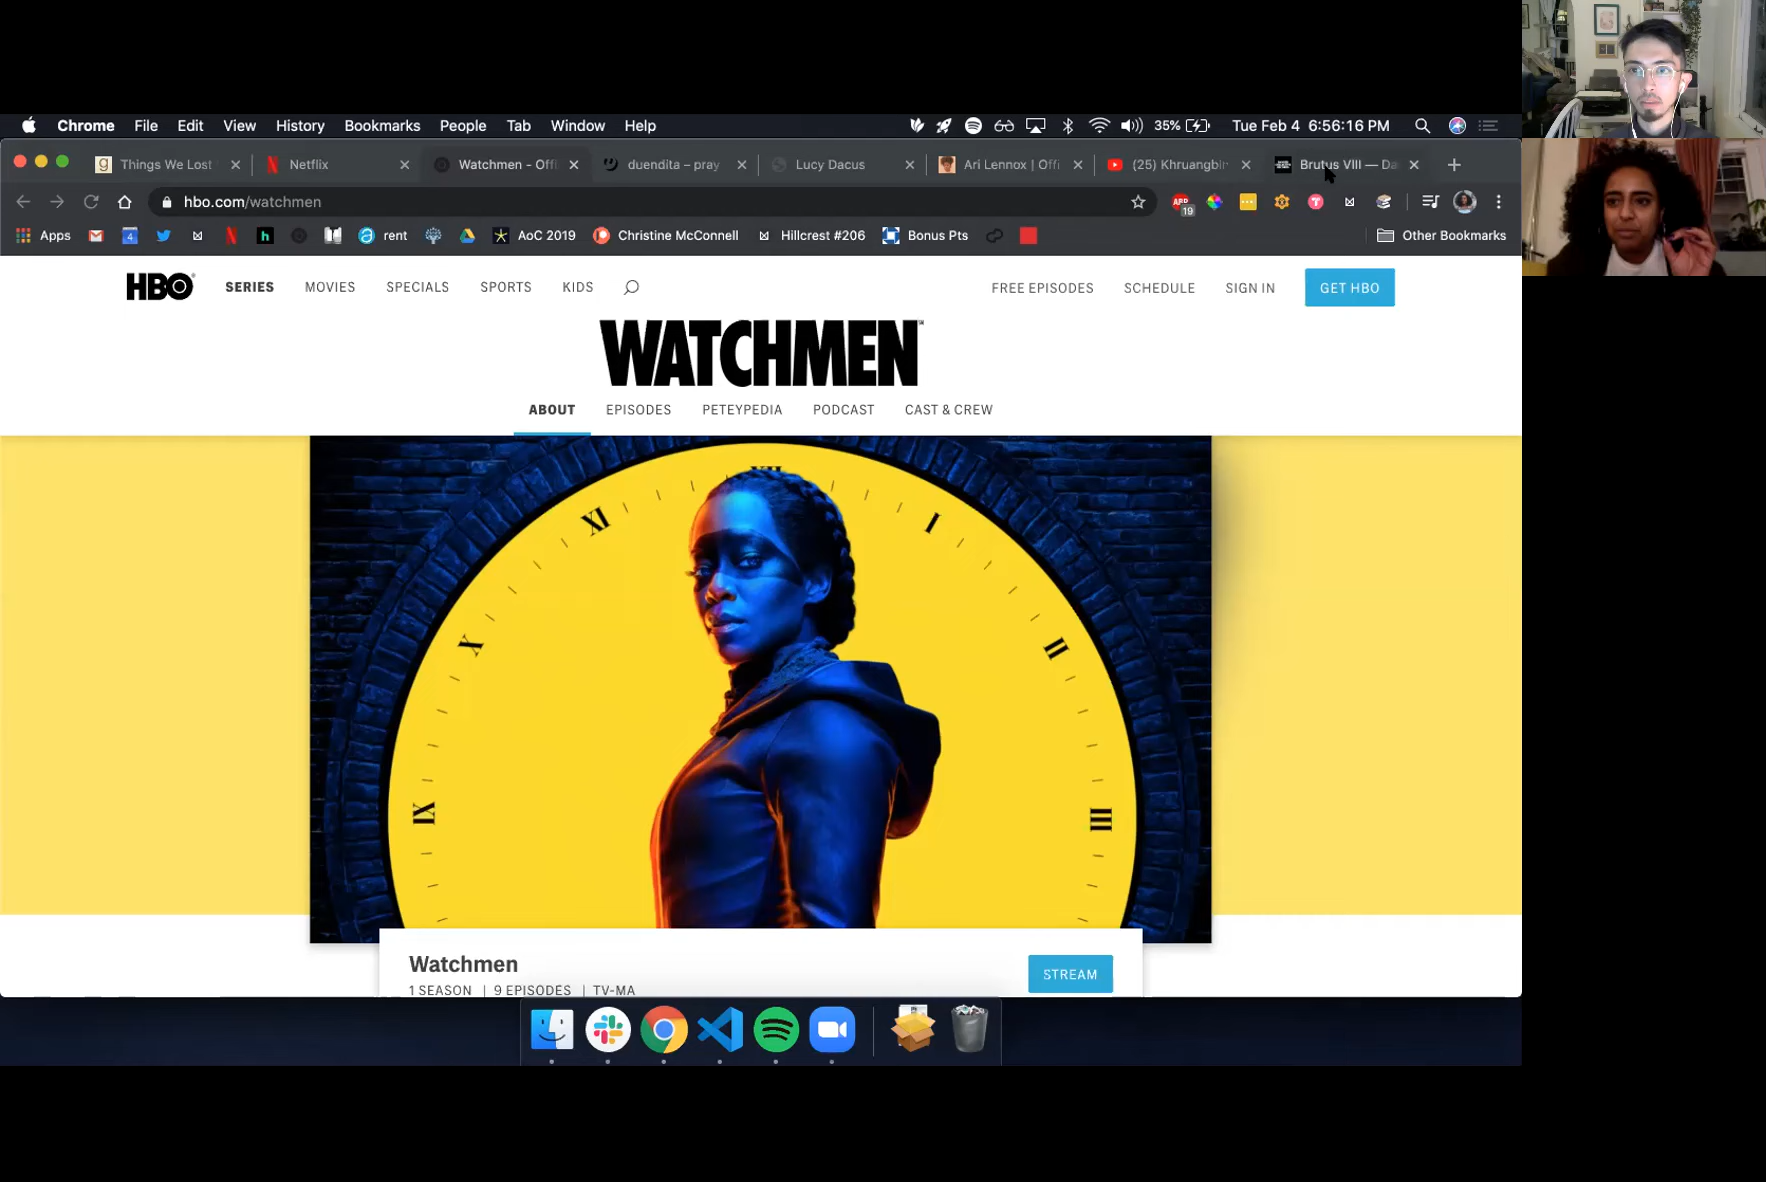 Chrome File Edit View History Bookmarks People Tab Window Help 35% Tue Feb 4 6:56:16 PM
Things We Lost Netflix Watchmen - Offi duendita – pray Lucy Dacus Ari Lennox | Offi (25) Khruangbin Brutus VIII — Da
hbo.com/watchmen ABP 19
Apps 4 h rent AoC 2019 Christine McConnell Hillcrest #206 Bonus Pts Other Bookmarks
HBO SERIES MOVIES SPECIALS SPORTS KIDS FREE EPISODES SCHEDULE SIGN IN GET HBO
WATCHMEN
ABOUT EPISODES PETEYPEDIA PODCAST CAST & CREW
XI I
X II
IX III
Watchmen
STREAM
1 SEASON | 9 EPISODES | TV-MA